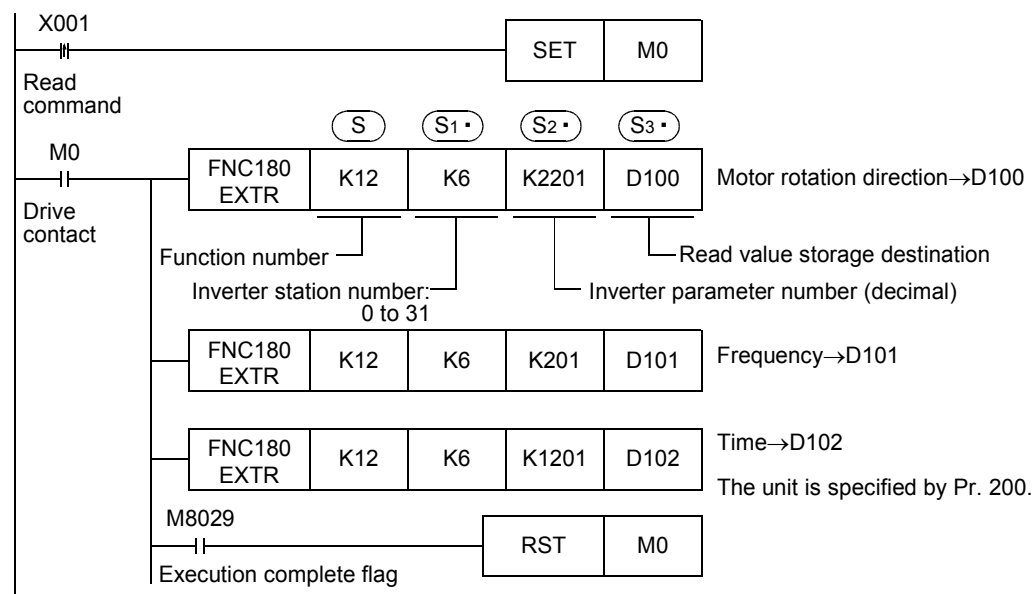 X001
SET M0
Read
command
S S1・ S2・ S3・
M0
FNC180
EXTR
K12 K6 K2201 D100
Motor rotation direction→D100
Drive
contact
Function number
Read value storage destination
Inverter station number:
0 to 31
Inverter parameter number (decimal)
FNC180
EXTR
K12 K6 K201 D101
Frequency→D101
FNC180
EXTR
K12 K6 K1201 D102
Time→D102
The unit is specified by Pr. 200.
M8029
RST M0
Execution complete flag